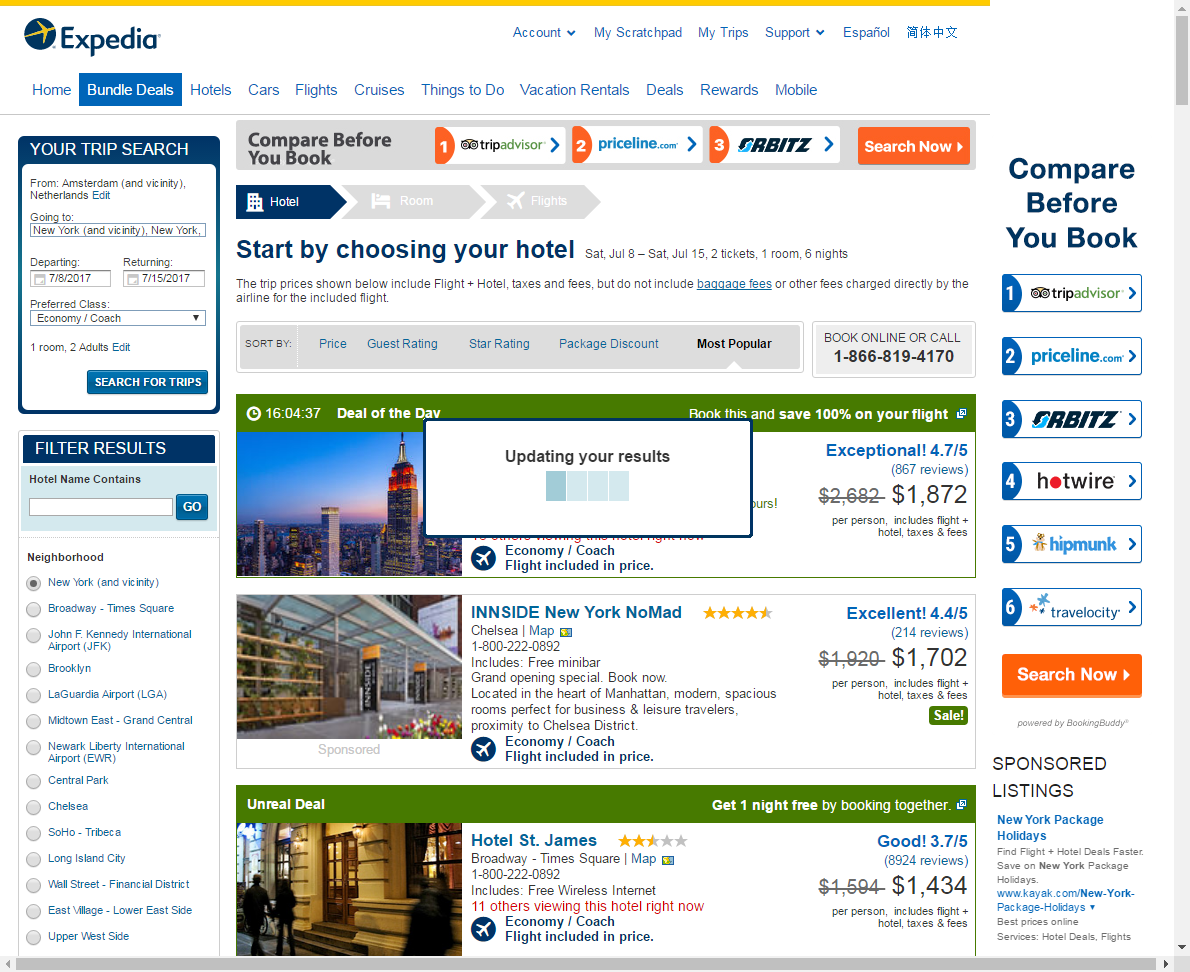 Expedia
Account
My Scratchpad
My Trips
Support
Español
简体中文
Home
Bundle Deals
Hotels
Cars
Flights
Cruises
Things to Do
Vacation Rentals
Deals
Rewards
Mobile
YOUR TRIP SEARCH
From: Amsterdam (and vicinity),
Netherlands Edit
Going to:
New York (and vicinity), New York,
Departing:
Returning:
7/8/2017
7/15/2017
Preferred Class:
Economy / Coach
1 room, 2 Adults Edit
SEARCH FOR TRIPS
FILTER RESULTS
Hotel Name Contains
GO
Neighborhood
New York (and vicinity)
Broadway - Times Square
John F. Kennedy International
Airport (JFK)
Brooklyn
LaGuardia Airport (LGA)
Midtown East - Grand Central
Newark Liberty International
Airport (EWR)
Central Park
Chelsea
SoHo - Tribeca
Long Island City
Wall Street - Financial District
East Village - Lower East Side
Upper West Side
Compare Before
You Book
1 tripadvisor
2 priceline.com
3 ORBITZ
Search Now
Hotel
Room
Flights
Start by choosing your hotel Sat, Jul 8 – Sat, Jul 15, 2 tickets, 1 room, 6 nights
The trip prices shown below include Flight + Hotel, taxes and fees, but do not include baggage fees or other fees charged directly by the
airline for the included flight.
SORT BY:
Price
Guest Rating
Star Rating
Package Discount
Most Popular
BOOK ONLINE OR CALL
1-866-819-4170
16:04:37 Deal of the Day
Book this and save 100% on your flight
Updating your results
ours!
Exceptional! 4.7/5
(867 reviews)
$2,682 $1,872
per person, includes flight +
hotel, taxes & fees
others viewing this hotel right now
Economy / Coach
Flight included in price.
INNSIDE
Sponsored
INNSIDE New York NoMad
Chelsea | Map
1-800-222-0892
Includes: Free minibar
Grand opening special. Book now.
Located in the heart of Manhattan, modern, spacious
rooms perfect for business & leisure travelers,
proximity to Chelsea District.
Economy / Coach
Flight included in price.
Excellent! 4.4/5
(214 reviews)
$1,920 $1,702
per person, includes flight +
hotel, taxes & fees
Sale!
Unreal Deal
Get 1 night free by booking together.
Hotel St. James
Broadway - Times Square | Map
1-800-222-0892
Includes: Free Wireless Internet
11 others viewing this hotel right now
Economy / Coach
Flight included in price.
Good! 3.7/5
(8924 reviews)
$1,594 $1,434
per person, includes flight +
hotel, taxes & fees
Compare
Before
You Book
1 tripadvisor
2 priceline.com
3 ORBITZ
4 hotwire
5 hipmunk
6 travelocity
Search Now
powered by BookingBuddy
SPONSORED
LISTINGS
New York Package
Holidays
Find Flight + Hotel Deals Faster.
Save on New York Package
Holidays.
www.kayak.com/New-York-
Package-Holidays
Best prices online
Services: Hotel Deals, Flights